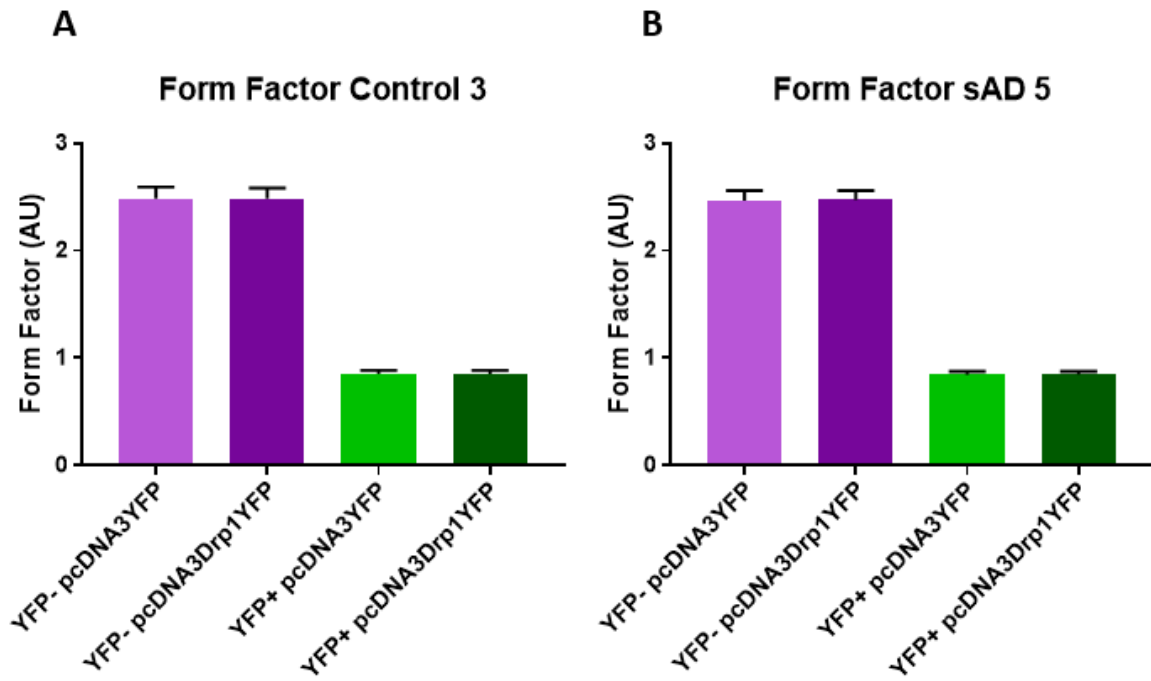 A
Form Factor Control 3
Form Factor (AU)
3
2
1
0
YFP- pcDNA3YFP
YFP- pcDNA3Drp1YFP
YFP+ pcDNA3YFP
YFP+ pcDNA3Drp1YFP
B
Form Factor sAD 5
Form Factor (AU)
3
2
1
0
YFP- pcDNA3YFP
YFP- pcDNA3Drp1YFP
YFP+ pcDNA3YFP
YFP+ pcDNA3Drp1YFP